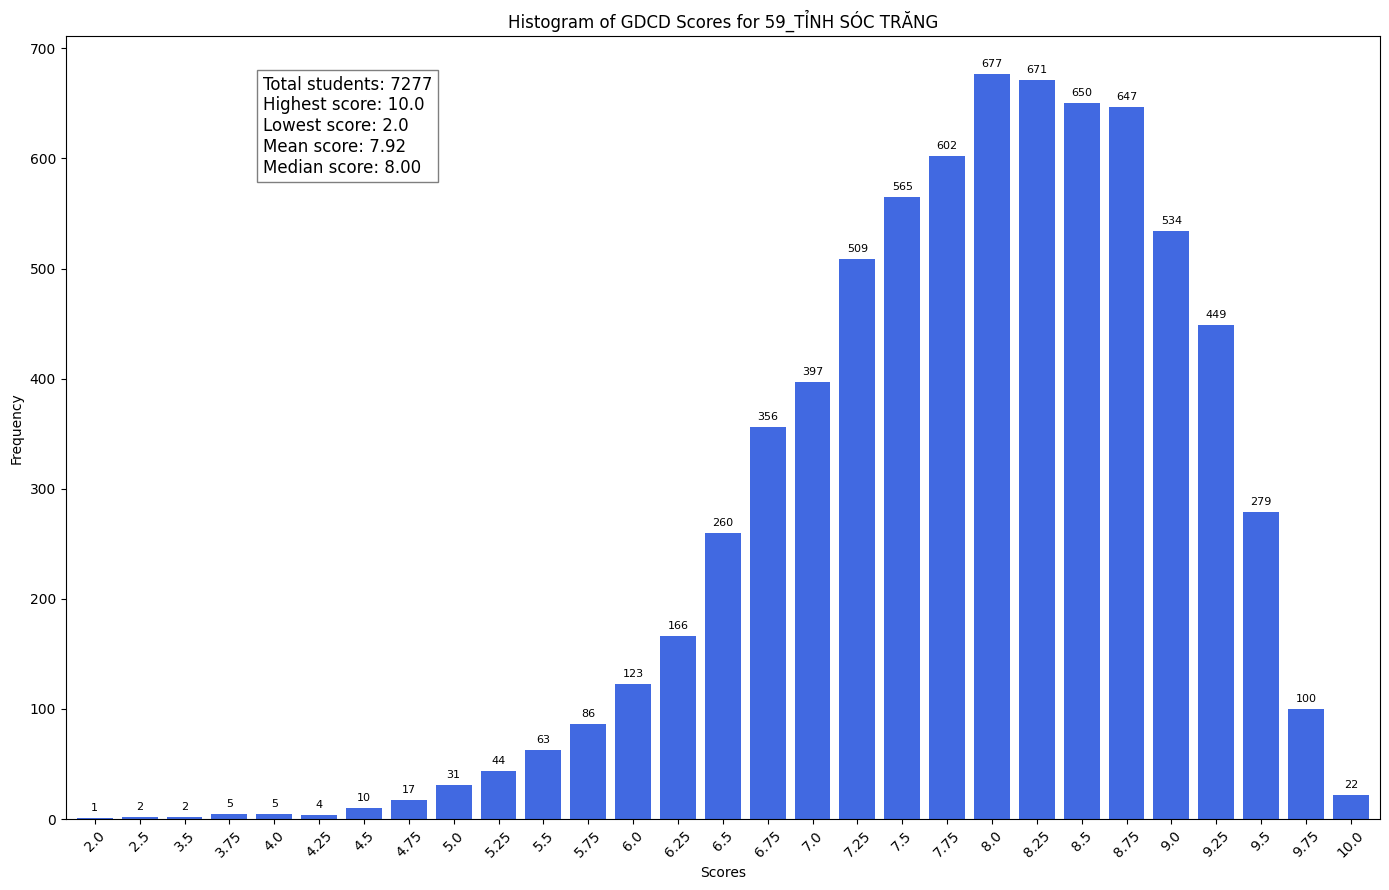 Histogram of GDCD Scores for 59_TỈNH SÓC TRĂNG
Total students: 7277
Highest score: 10.0
Lowest score: 2.0
Mean score: 7.92
Median score: 8.00
Frequency
700
600
500
400
300
200
100
0
1 2 2 5 5 4 10 17 31 44 63 86 123 166 260 356 397 509 565 602 677 671 650 647 534 449 279 100 22
2.0 2.5 3.5 3.75 4.0 4.25 4.5 4.75 5.0 5.25 5.5 5.75 6.0 6.25 6.5 6.75 7.0 7.25 7.5 7.75 8.0 8.25 8.5 8.75 9.0 9.25 9.5 9.75 10.0
Scores